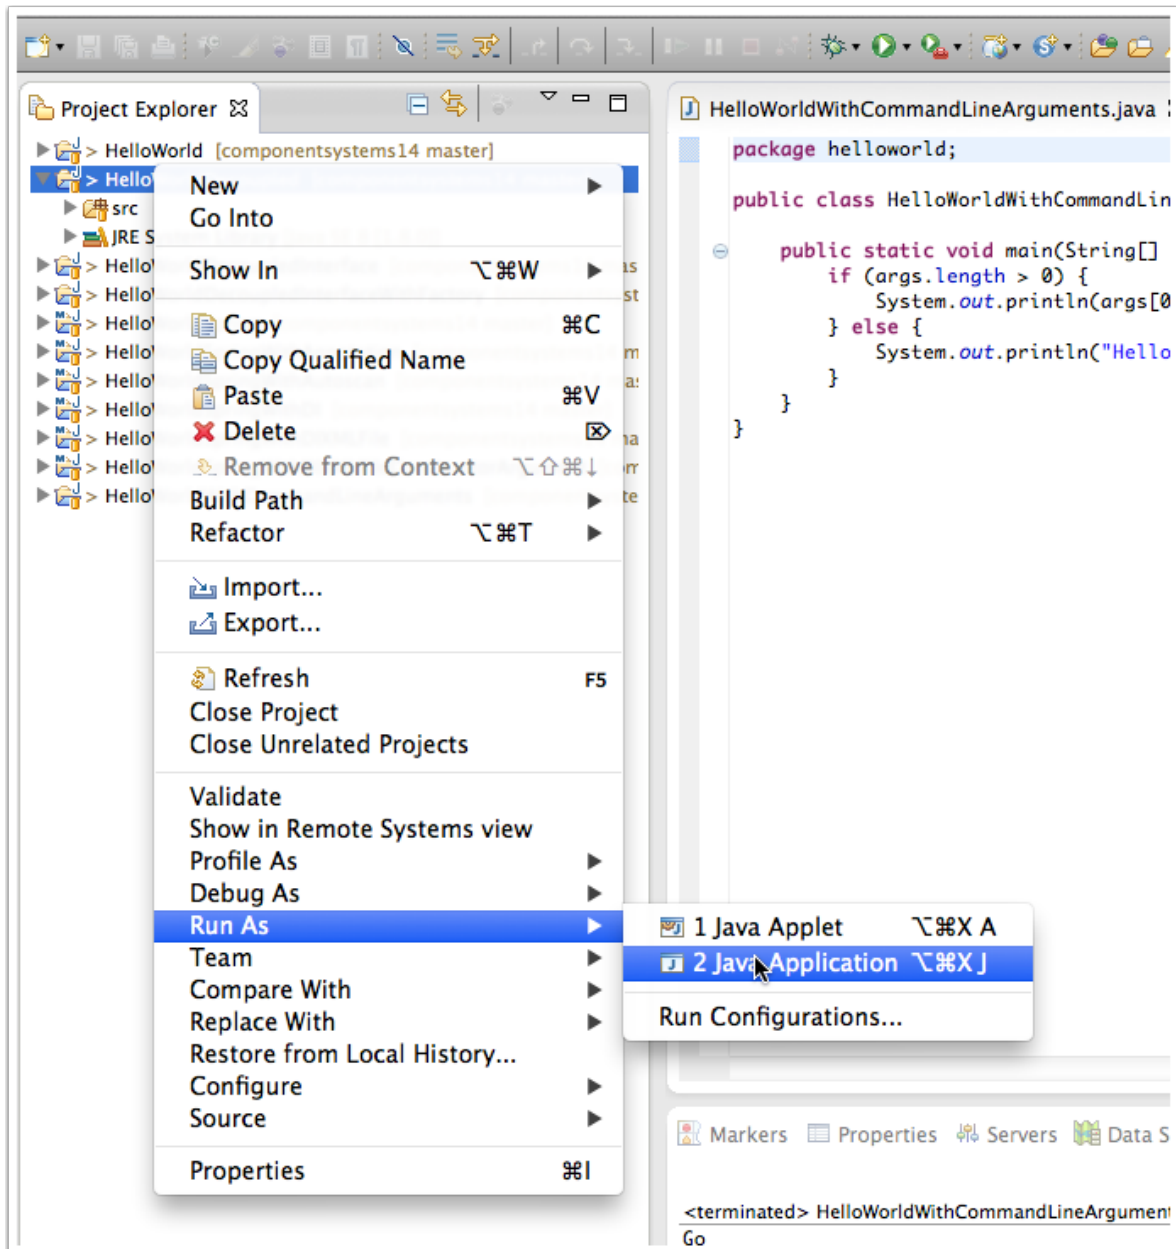 Project Explorer
> HelloWorld [componentsystems14 master]
> Hello
src
JRE S
> Hello
> Hello
> Hello
> Hello
> Hello
> Hello
> Hello
> Hello
> Hello
New
Go Into
Show In ⌥⌘W
Copy ⌘C
Copy Qualified Name
Paste ⌘V
Delete ⌦
Remove from Context ⌥⇧⌘↓
Build Path
Refactor ⌥⌘T
Import...
Export...
Refresh F5
Close Project
Close Unrelated Projects
Validate
Show in Remote Systems view
Profile As
Debug As
Run As
Team
Compare With
Replace With
Restore from Local History...
Configure
Source
Properties ⌘I
1 Java Applet ⌥⌘X A
2 Java Application ⌥⌘X J
Run Configurations...
HelloWorldWithCommandLineArguments.java
package helloworld;
public class HelloWorldWithCommandLin
public static void main(String[]
if (args.length > 0) {
System.out.println(args[0
} else {
System.out.println("Hello
}
}
}
Markers Properties Servers Data S
<terminated> HelloWorldWithCommandLineArgument
Go